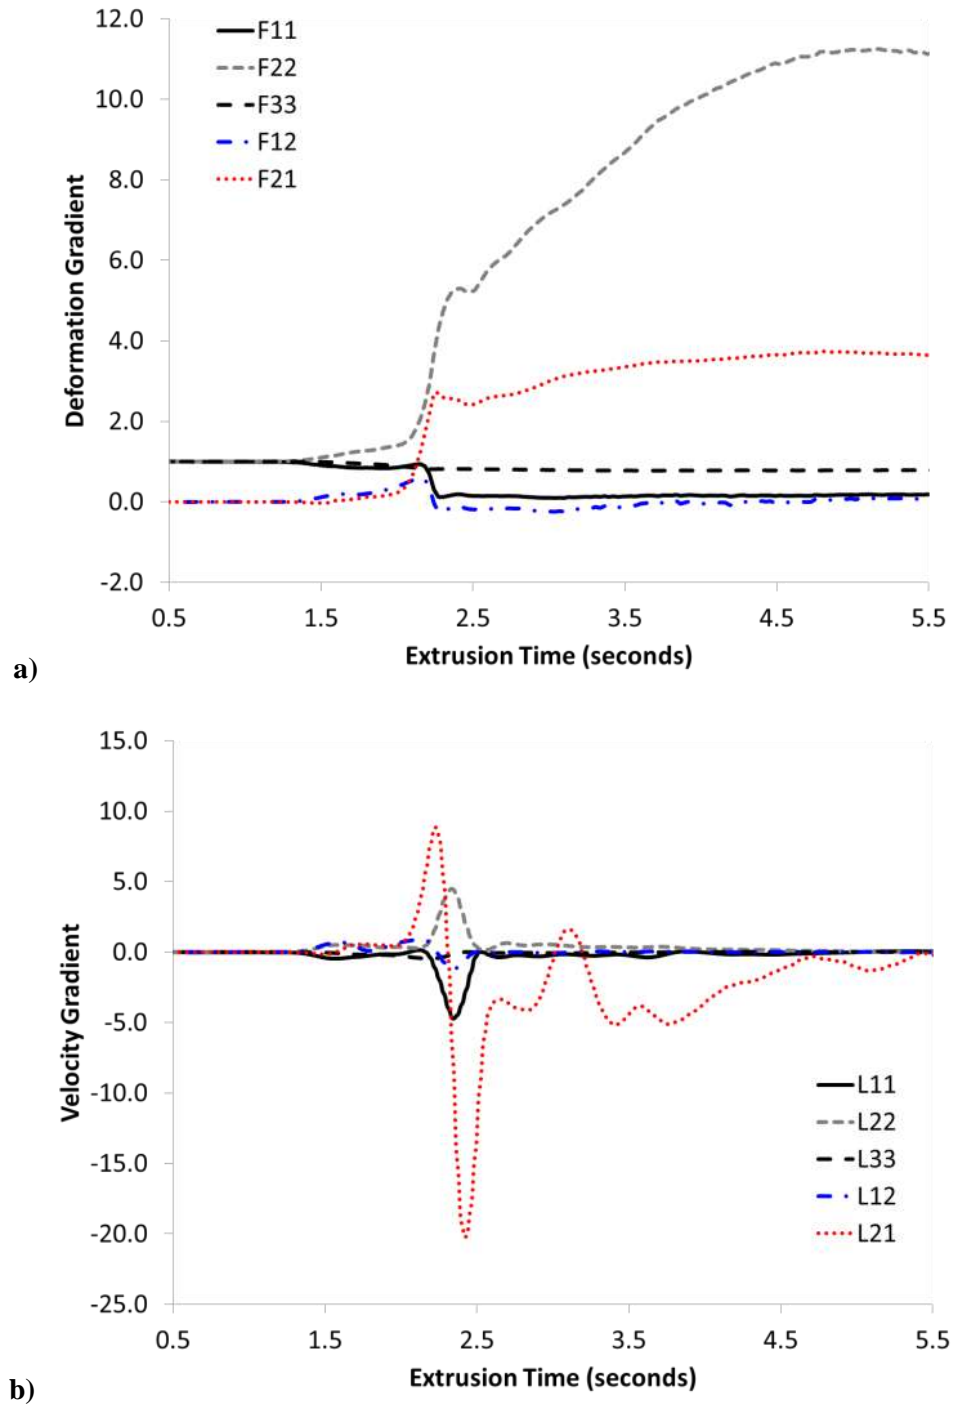 12.0
10.0
8.0
6.0
4.0
2.0
0.0
-2.0
Deformation Gradient
F11
F22
F33
F12
F21
0.5 1.5 2.5 3.5 4.5 5.5
Extrusion Time (seconds)
a)
15.0
10.0
5.0
0.0
-5.0
-10.0
-15.0
-20.0
-25.0
Velocity Gradient
L11
L22
L33
L12
L21
0.5 1.5 2.5 3.5 4.5 5.5
Extrusion Time (seconds)
b)